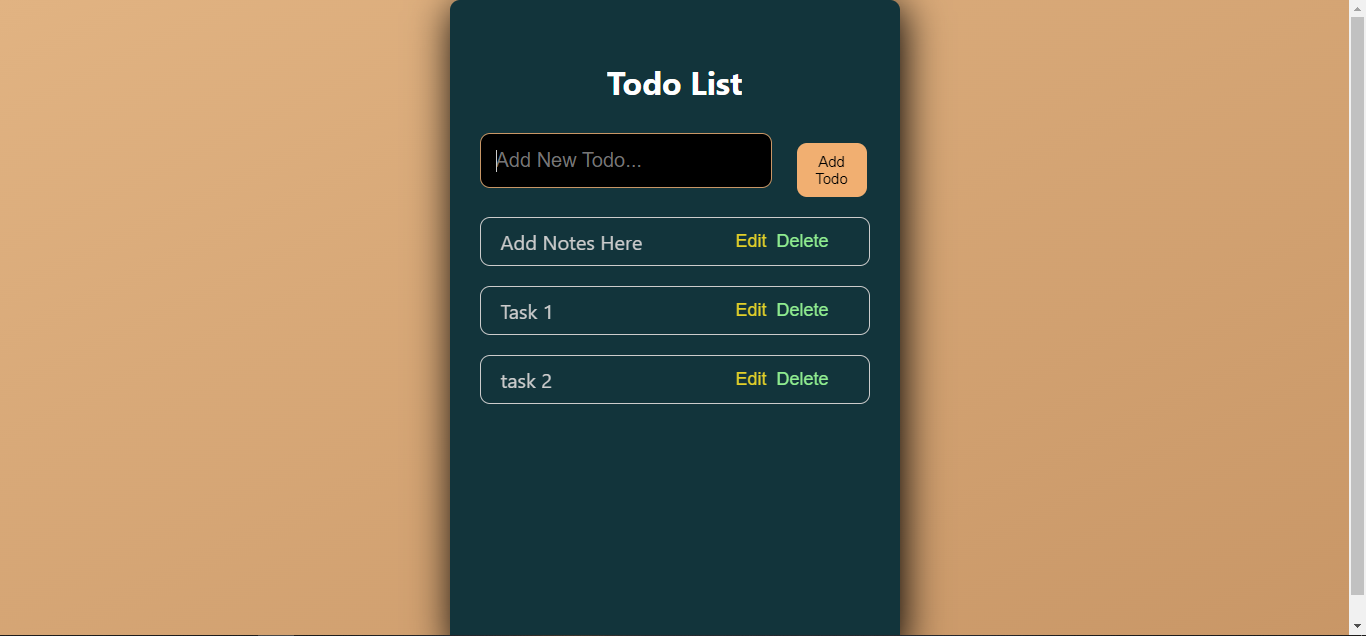 Todo List
Add New Todo...
Add
Todo
Add Notes Here Edit Delete
Task 1 Edit Delete
task 2 Edit Delete